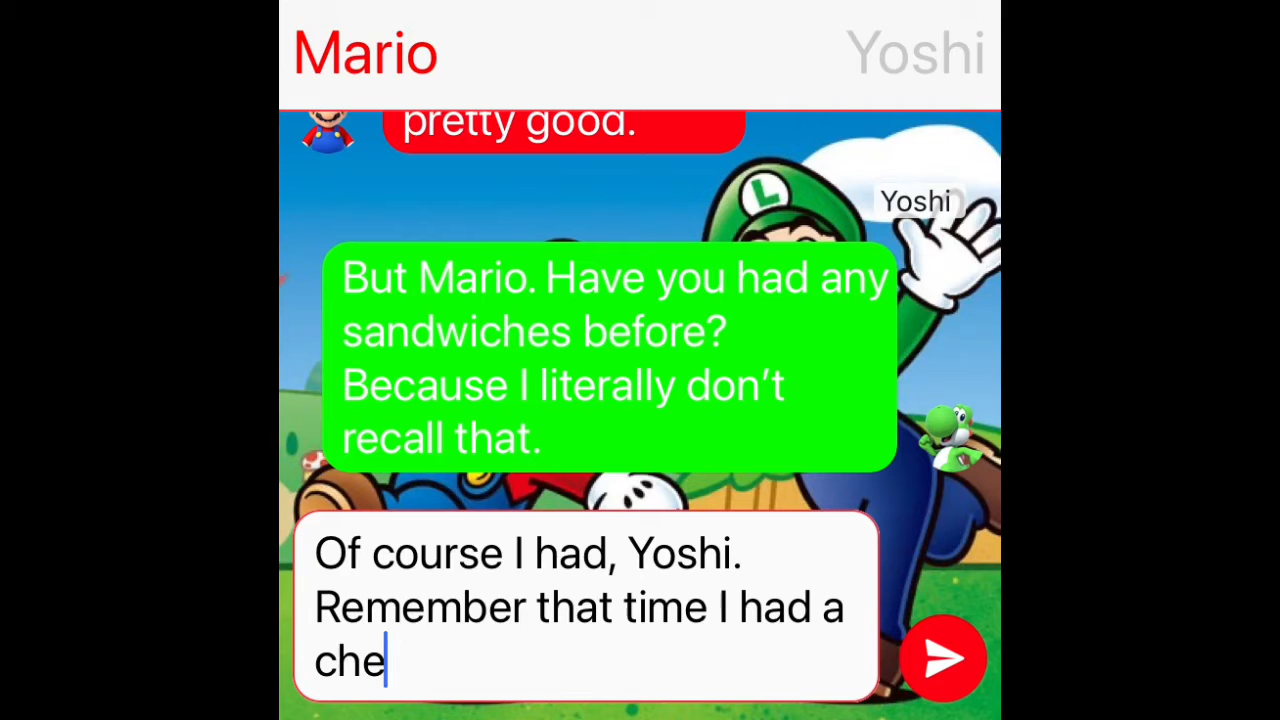 Mario
Yoshi
pretty good.
Yoshi
L
But Mario. Have you had any
sandwiches before?
Because I literally don’t
recall that.
Of course I had, Yoshi.
Remember that time I had a
che